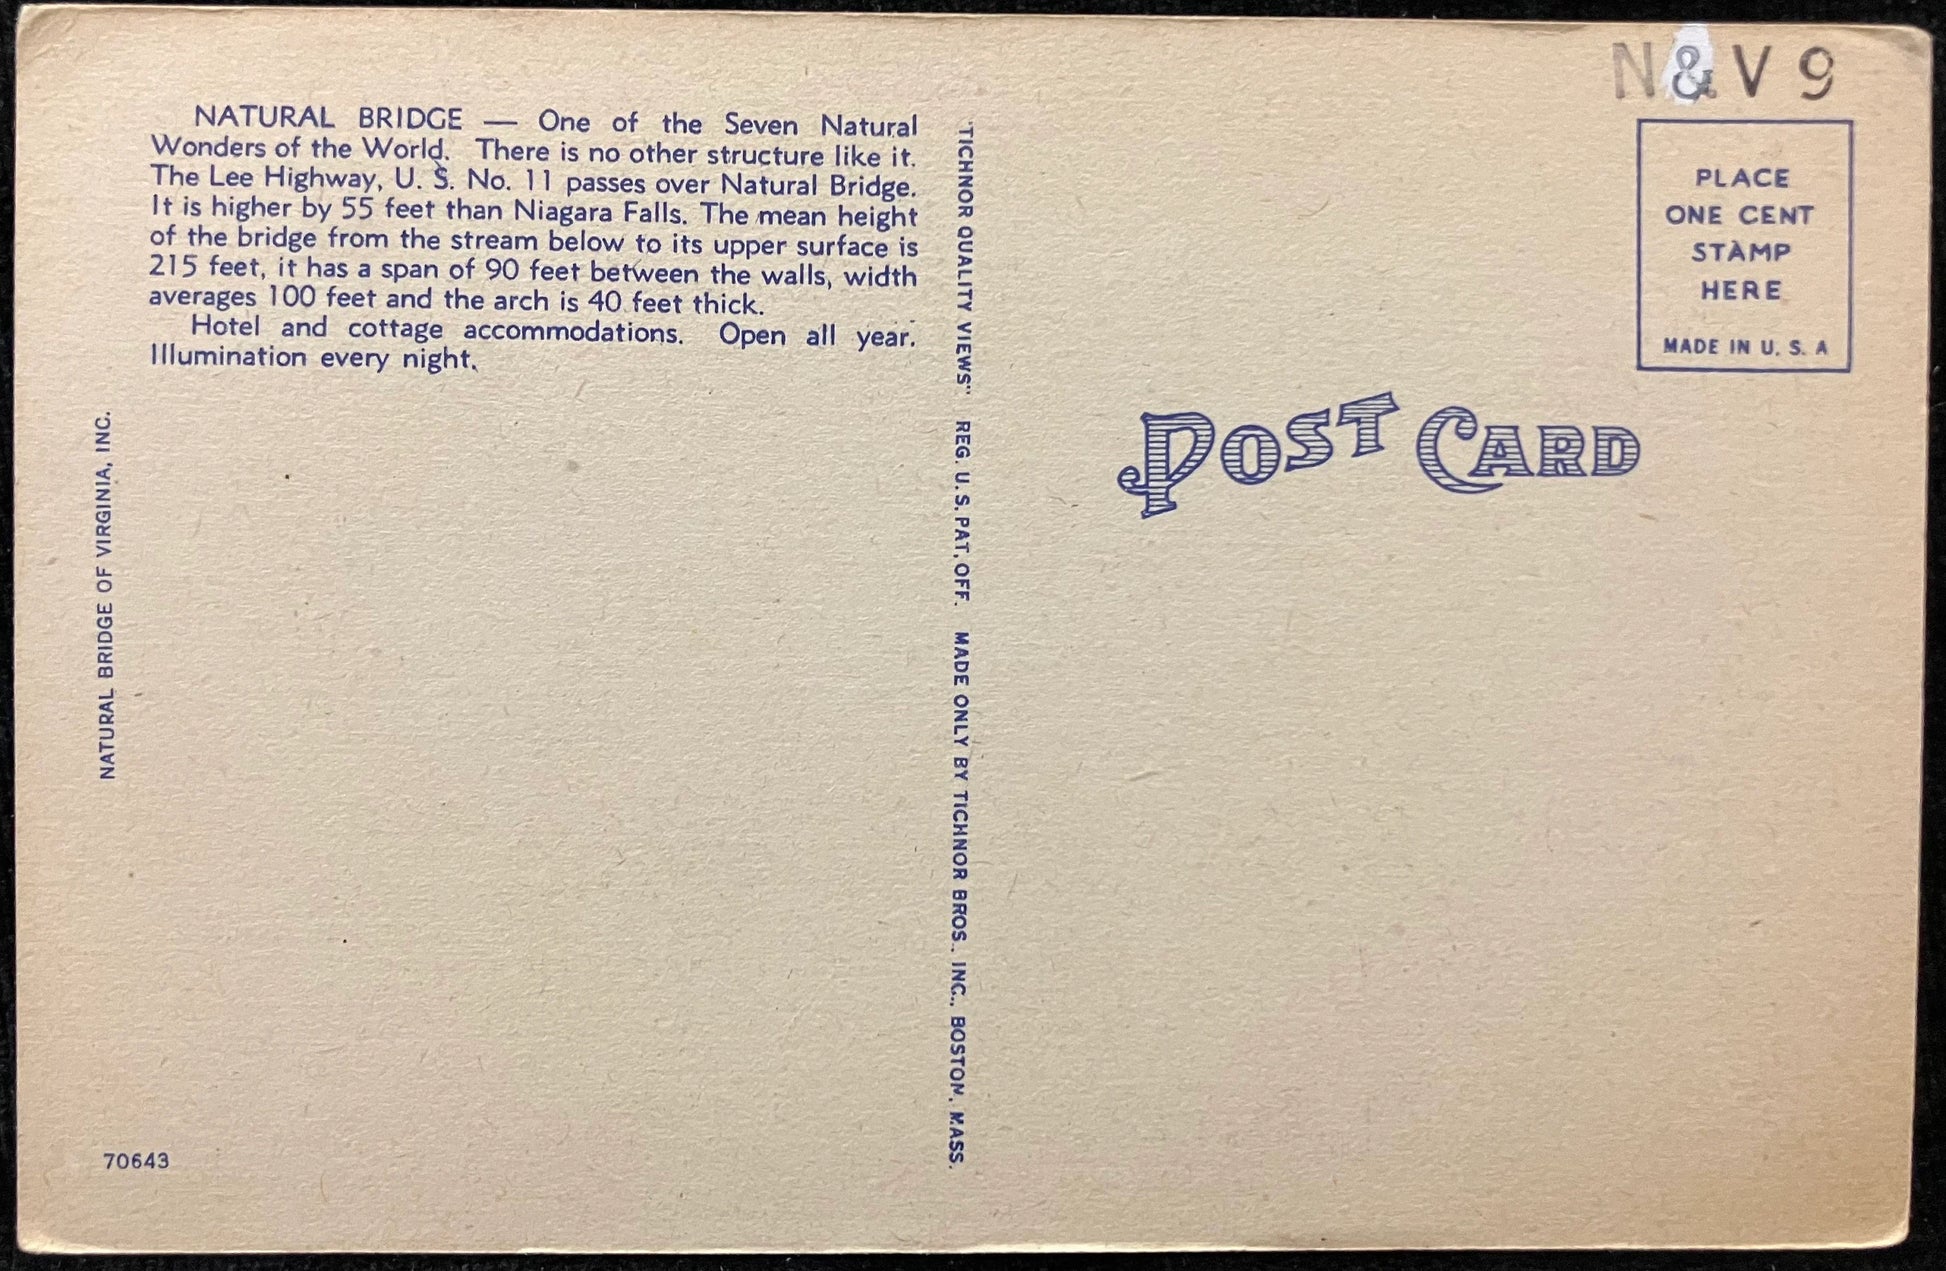 N & V 9
NATURAL BRIDGE — One of the Seven Natural
Wonders of the World. There is no other structure like it.
The Lee Highway, U. S. No. 11 passes over Natural Bridge.
It is higher by 55 feet than Niagara Falls. The mean height
of the bridge from the stream below to its upper surface is
215 feet, it has a span of 90 feet between the walls, width
averages 100 feet and the arch is 40 feet thick.
Hotel and cottage accommodations. Open all year.
Illumination every night.
NATURAL BRIDGE OF VIRGINIA, INC.
70643
"TICHNOR QUALITY VIEWS" REG. U. S. PAT. OFF. MADE ONLY BY TICHNOR BROS., INC., BOSTON, MASS.
PLACE
ONE CENT
STAMP
HERE
MADE IN U. S. A
POST CARD